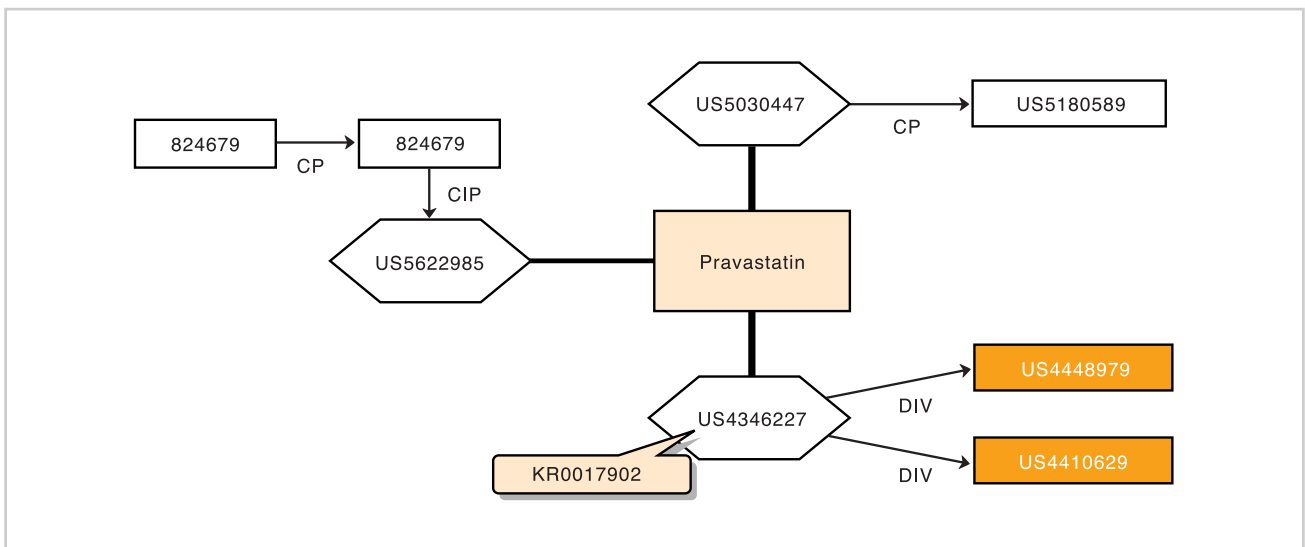 US5030447
CP
US5180589
824679
CP
824679
CIP
US5622985
Pravastatin
US4346227
KR0017902
DIV
US4448979
DIV
US4410629